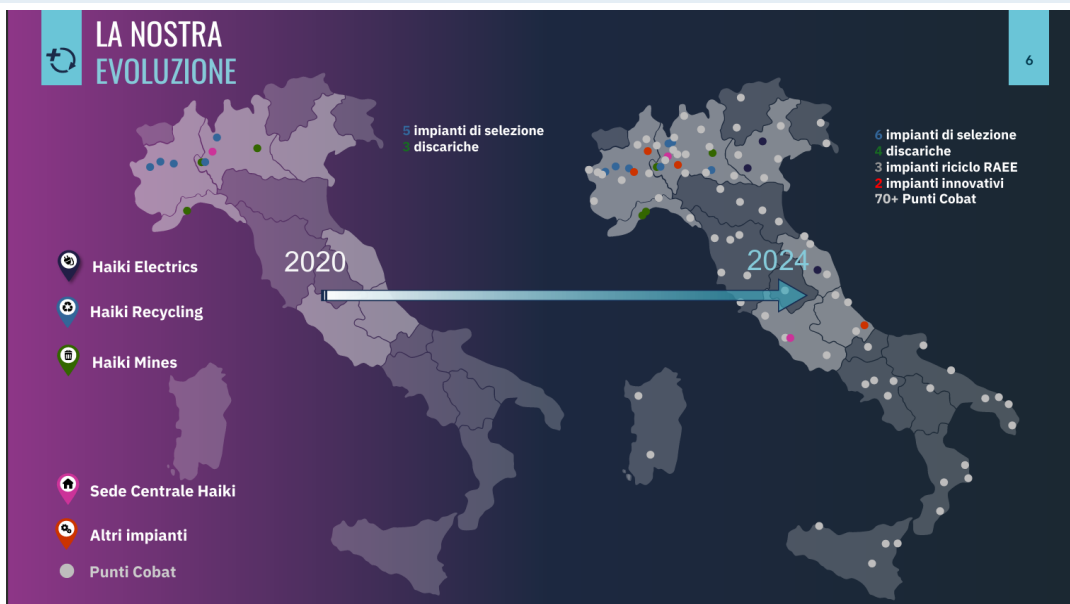 LA NOSTRA
EVOLUZIONE
6
5 impianti di selezione
3 discariche
6 impianti di selezione
4 discariche
3 impianti riciclo RAEE
2 impianti innovativi
70+ Punti Cobat
2020
2024
Haiki Electrics
Haiki Recycling
Haiki Mines
Sede Centrale Haiki
Altri impianti
Punti Cobat